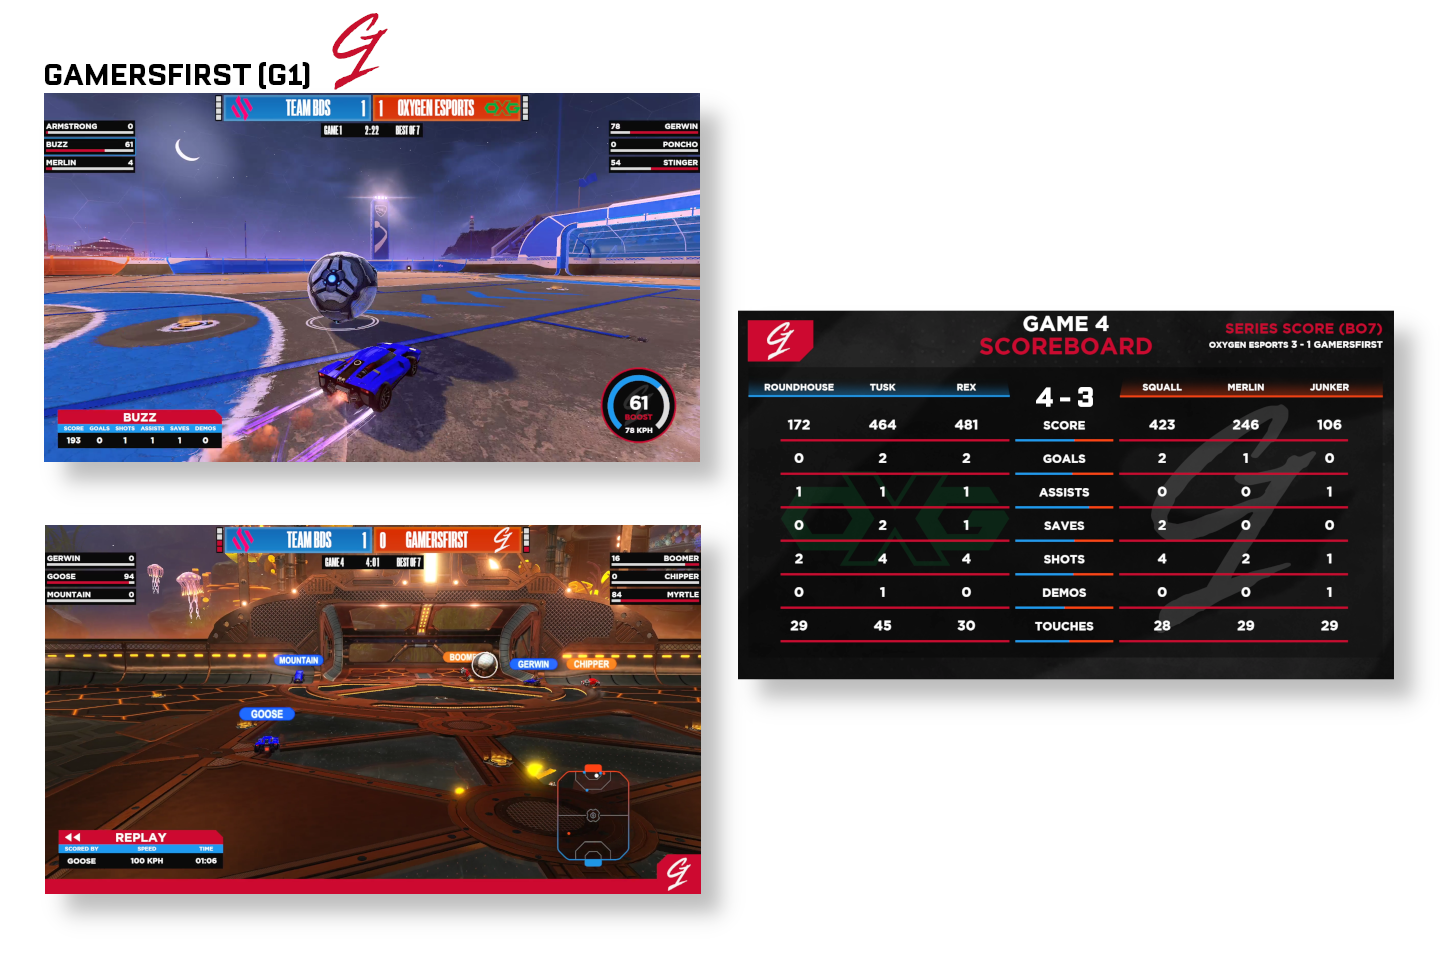 GAMERSFIRST (G1)
TEAM BDS 1 1 OXYGEN ESPORTS OXG
GAME 1 2:22 BEST OF 7
ARMSTRONG 0
BUZZ 61
MERLIN 4
78 GERWIN
0 PONCHO
54 STINGER
61
BOOST
78 KPH
BUZZ
SCORE GOALS SHOTS ASSISTS SAVES DEMOS
193 0 1 1 1 0
TEAM BDS 1 0 GAMERSFIRST
GAME 4 4:01 BEST OF 7
GERWIN 0
GOOSE 94
MOUNTAIN 0
16 BOOMER
0 CHIPPER
84 MYRTLE
MOUNTAIN
GERWIN
CHIPPER
GOOSE
REPLAY
SCORED BY SPEED TIME
GOOSE 100 KPH 01:06
G1
GAME 4
SCOREBOARD
SERIES SCORE (BO7)
OXYGEN ESPORTS 3 - 1 GAMERSFIRST
ROUNDHOUSE TUSK REX 4 - 3 SQUALL MERLIN JUNKER
172 464 481 SCORE 423 246 106
0 2 2 GOALS 2 1 0
1 1 1 ASSISTS 0 0 1
0 2 1 SAVES 2 0 0
2 4 4 SHOTS 4 2 1
0 1 0 DEMOS 0 0 1
29 45 30 TOUCHES 28 29 29